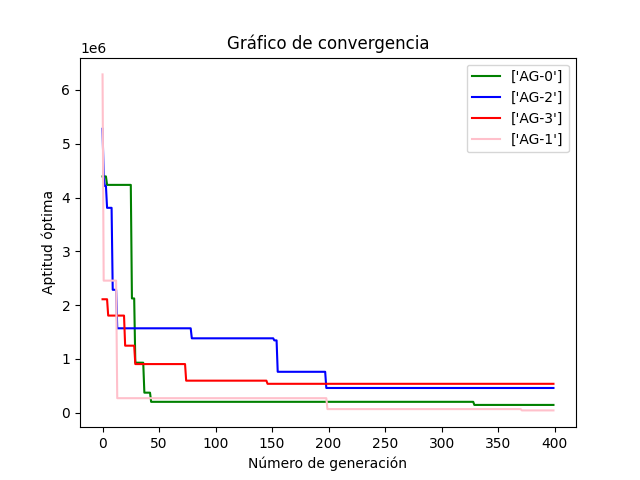 Gráfico de convergencia
1e6
['AG-0']
['AG-2']
['AG-3']
['AG-1']
6
5
4
3
2
1
0
Aptitud óptima
0 50 100 150 200 250 300 350 400
Número de generación